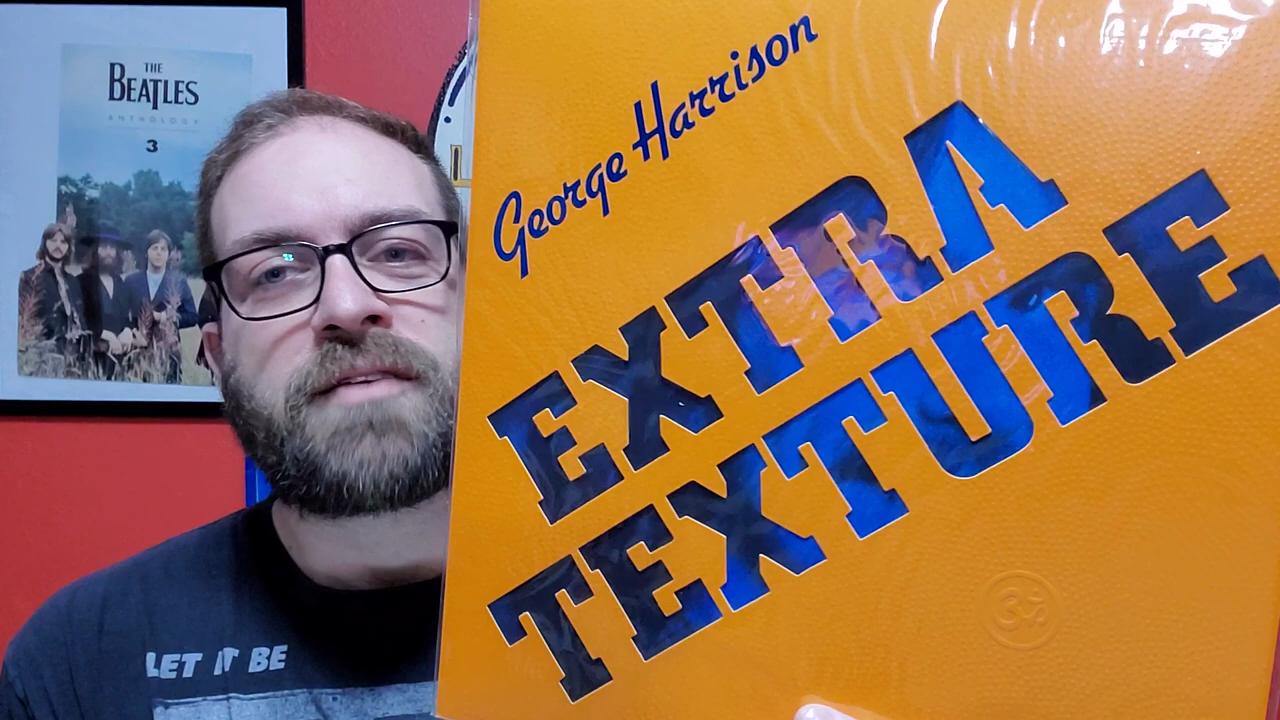 THE
BEATLES
ANTHOLOGY
3
George Harrison
EXTRA
TEXTURE
ॐ
LET IT BE